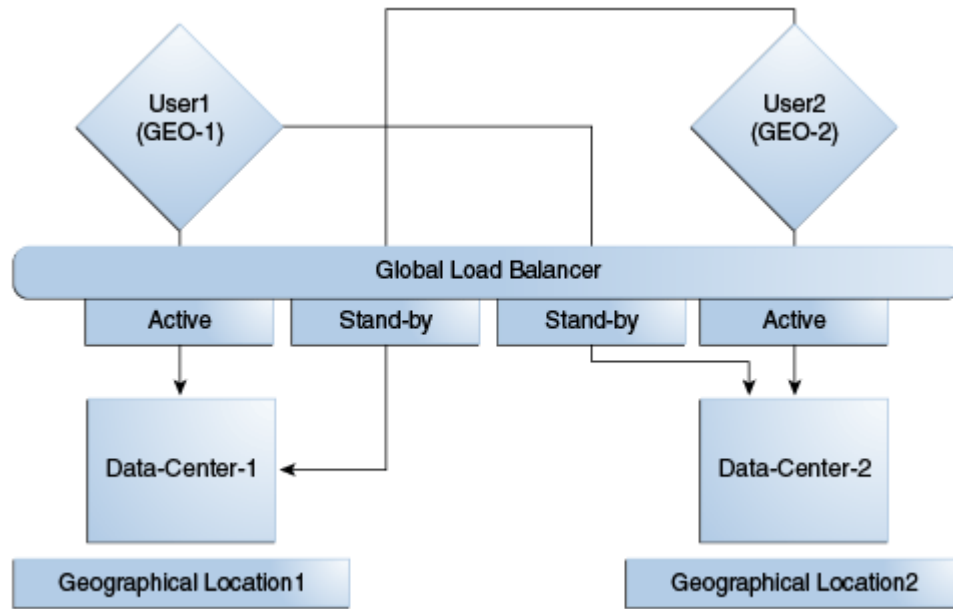 User1
(GEO-1)
User2
(GEO-2)
Global Load Balancer
Active
Stand-by
Stand-by
Active
Data-Center-1
Data-Center-2
Geographical Location1
Geographical Location2